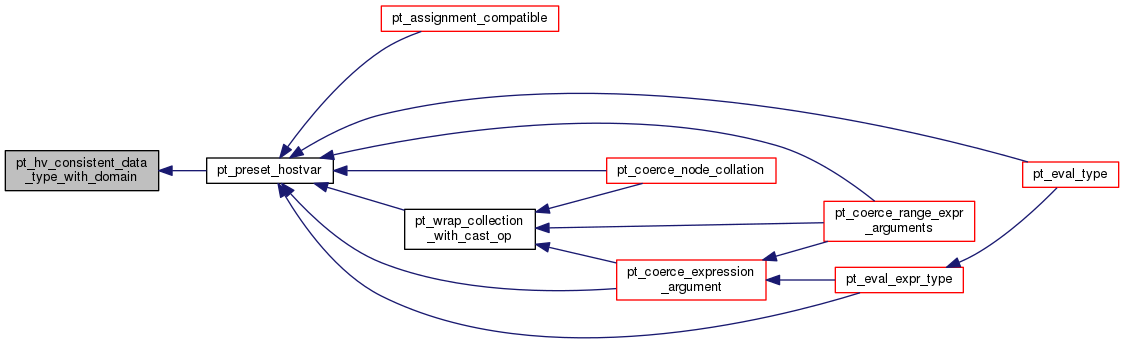 pt_assignment_compatible
pt_hv_consistent_data
_type_with_domain
pt_preset_hostvar
pt_coerce_node_collation
pt_eval_type
pt_wrap_collection
_with_cast_op
pt_coerce_range_expr
_arguments
pt_coerce_expression
_argument
pt_eval_expr_type